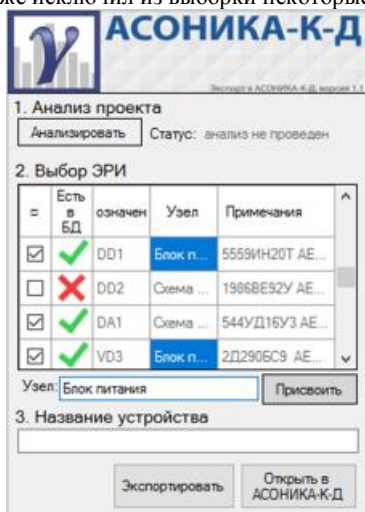 же исключил из выборки некоторые
γ
АСОНИКА-К-Д
Экспорт в АСОНИКА-К-Д, версия 1.1
1. Анализ проекта
Анализировать Статус: анализ не проведен
2. Выбор ЭРИ
= Есть в БД означен Узел Примечания
DD1 Блок п... 5559ИН20Т АЕ...
DD2 Схема ... 1986ВЕ92У АЕ...
DA1 Схема ... 544УД16У3 АЕ...
VD3 Блок п... 2Д2906С9 АЕ...
Узел: Блок питания Присвоить
3. Название устройства
Экспортировать Открыть в АСОНИКА-К-Д